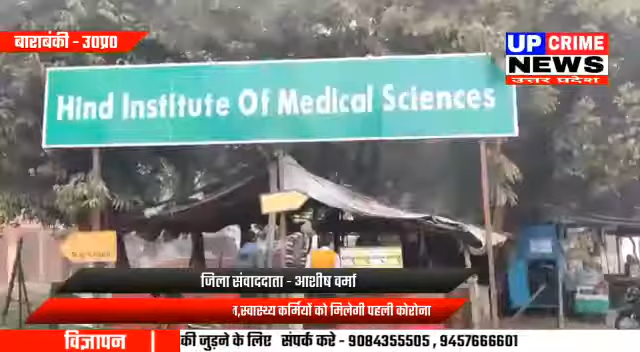 बाराबंकी - उ0प्र0
UP CRIME
NEWS
उत्तर प्रदेश
Hind Institute Of Medical Sciences
जिला संवाददाता - आशीष वर्मा
त,स्वास्थ्य कर्मियों को मिलेगी पहली कोरोना
विज्ञापन
की जुड़ने के लिए संपर्क करे - 9084355505 , 9457666601